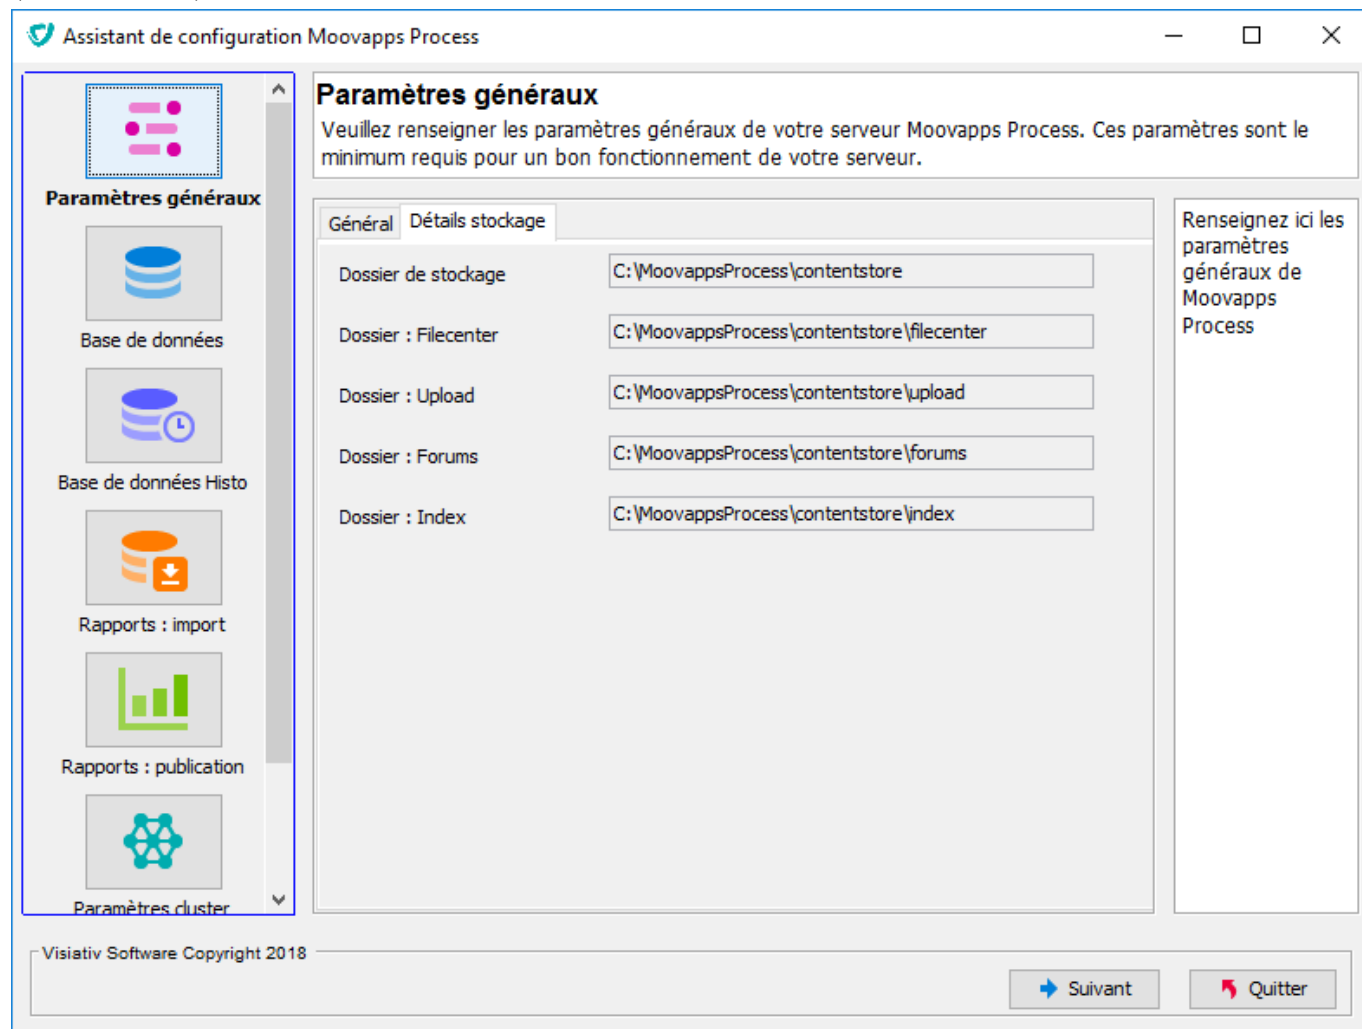 Assistant de configuration Moovapps Process
Paramètres généraux
Base de données
Base de données Histo
Rapports : import
Rapports : publication
Paramètres cluster
Paramètres généraux
Veuillez renseigner les paramètres généraux de votre serveur Moovapps Process. Ces paramètres sont le
minimum requis pour un bon fonctionnement de votre serveur.
Général Détails stockage
Dossier de stockage C:\MoovappsProcess\contentstore
Dossier : Filecenter C:\MoovappsProcess\contentstore\filecenter
Dossier : Upload C:\MoovappsProcess\contentstore\upload
Dossier : Forums C:\MoovappsProcess\contentstore\forums
Dossier : Index C:\MoovappsProcess\contentstore\index
Renseignez ici les
paramètres
généraux de
Moovapps
Process
Visiativ Software Copyright 2018
Suivant Quitter